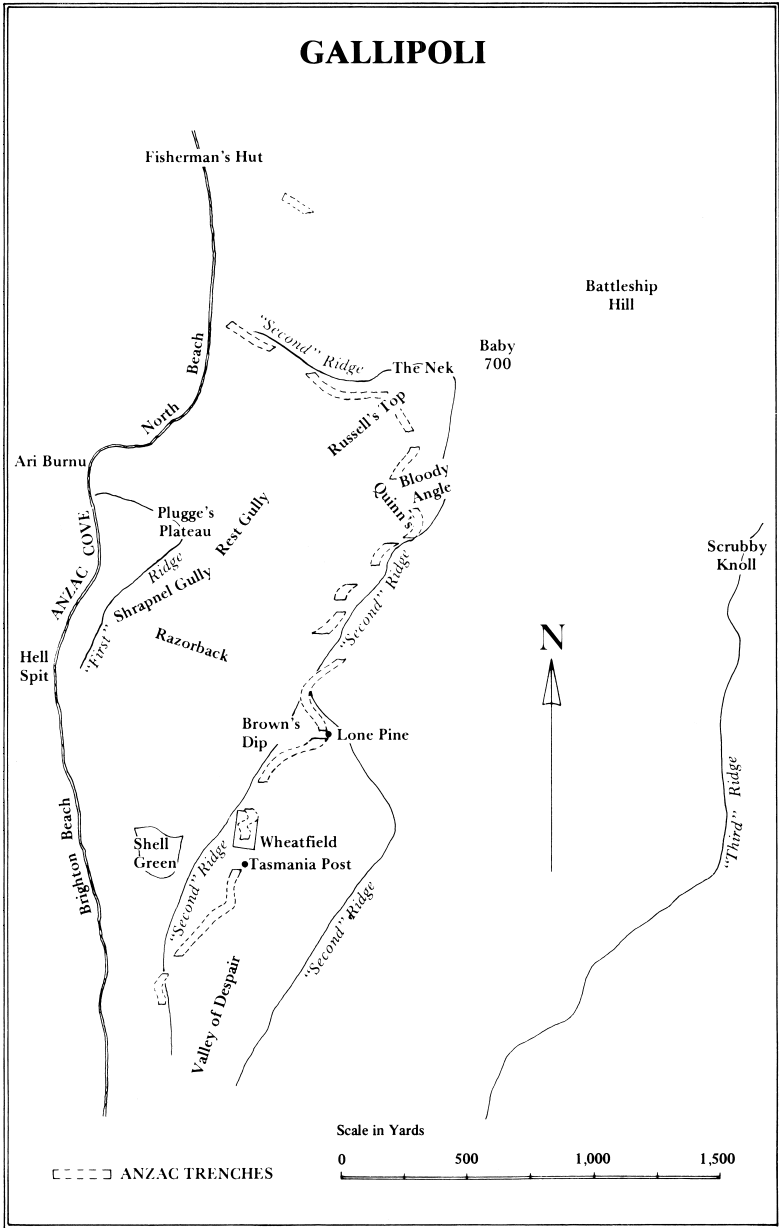 GALLIPOLI
Fisherman's Hut
Battleship
Hill
"Second" Ridge
Baby
700
The Nek
Beach
North
Russell's Top
Ari Burnu
Bloody
Angle
Quinn's
Plugge's
Plateau
Rest Gully
ANZAC COVE
Scrubby
Knoll
Ridge
"First"
Shrapnel Gully
"Second" Ridge
Razorback
N
Hell
Spit
Brown's
Dip
Lone Pine
"Third" Ridge
Brighton Beach
Shell
Green
Wheatfield
Tasmania Post
"Second" Ridge
"Second" Ridge
Valley of Despair
Scale in Yards
0 500 1,000 1,500
ANZAC TRENCHES